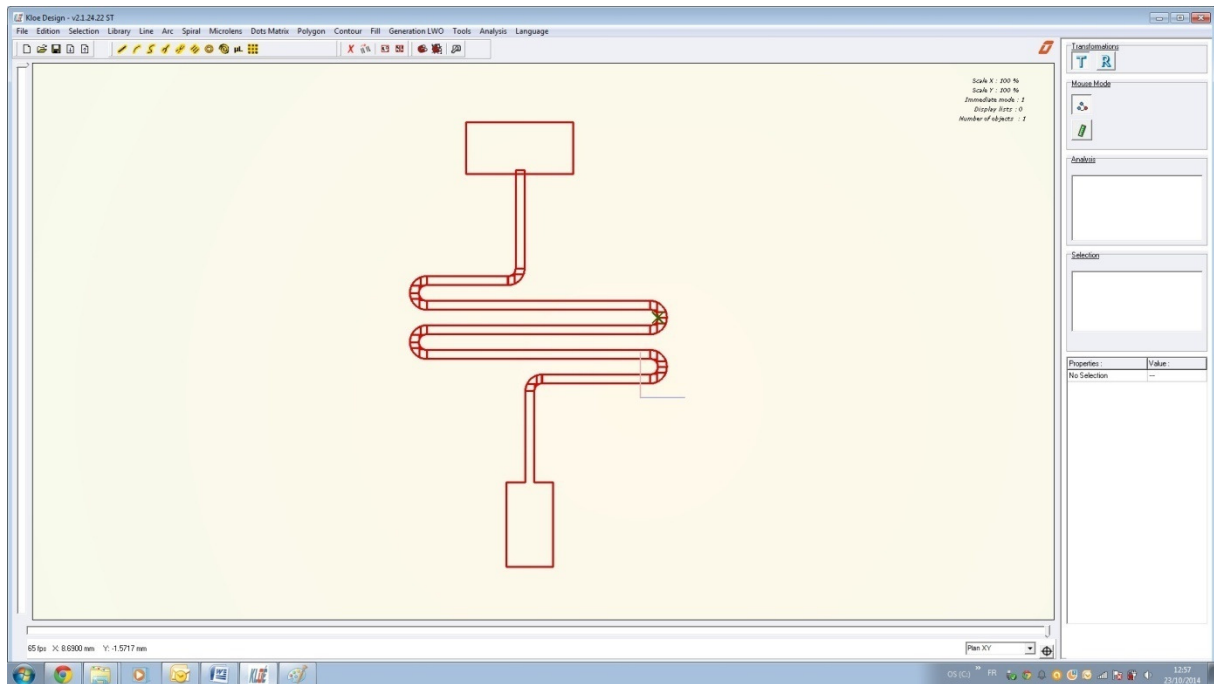 Kloe Design - v2.1.24.22 ST
File Edition Selection Library Line Arc Spiral Microlens Dots Matrix Polygon Contour Fill Generation LWO Tools Analysis Language
μL
Transformations
T R
Scale X : 100 %
Scale Y : 100 %
Immediate mode : 1
Display lists : 0
Number of objects : 1
Mouse Mode
Analysis
Selection
Properties : Value :
No Selection ---
65 fps X: 8.6900 mm Y: -1.5717 mm
Plan XY
OS (C:) » FR
12:57
23/10/2014